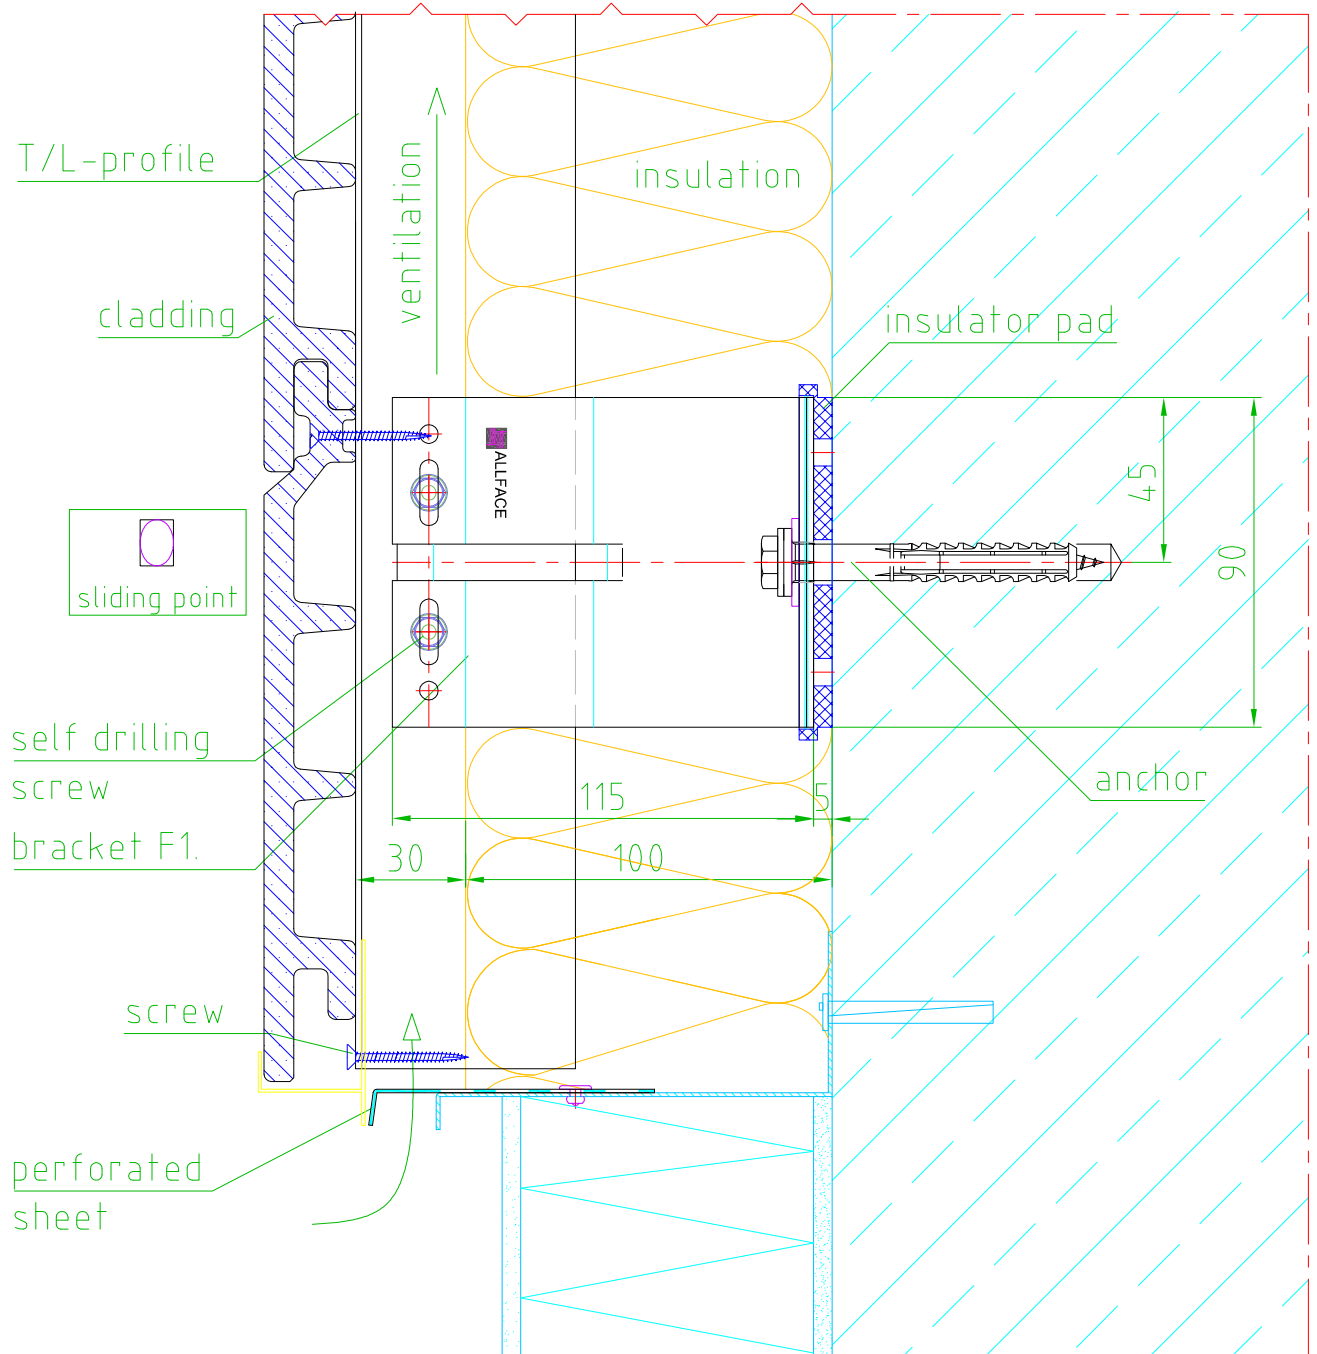 T/L-profile
ventilation
insulation
cladding
insulator pad
ALLFACE
45
90
sliding point
self drilling
screw
115
5
anchor
bracket F1.
30
100
screw
perforated
sheet